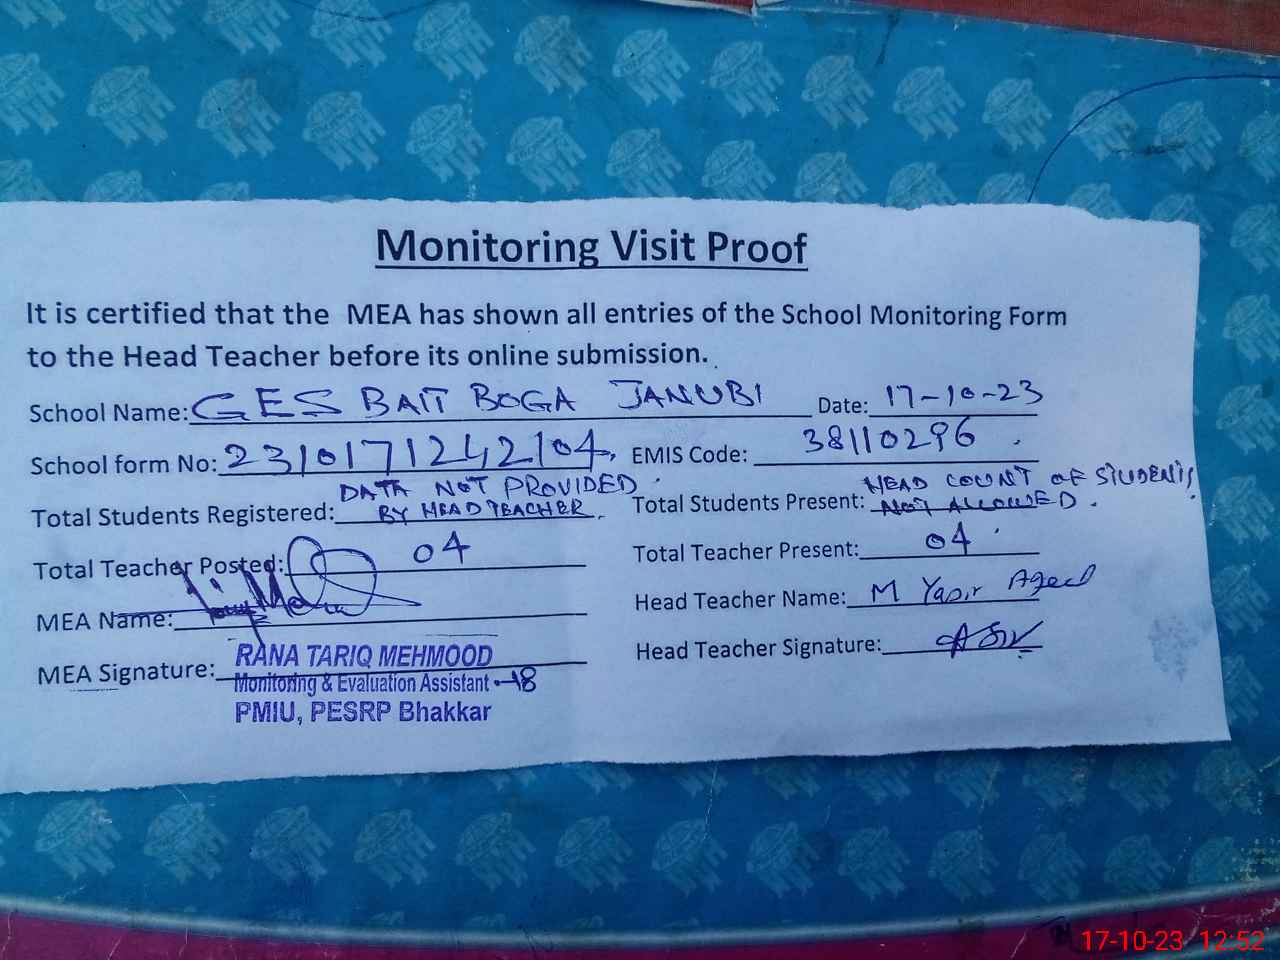 Monitoring Visit Proof
It is certified that the MEA has shown all entries of the School Monitoring Form
to the Head Teacher before its online submission.
School Name: GES BAIT BOGA JANUBI Date: 17-10-23
School form No: 2310171242104, EMIS Code: 38110296
Total Students Registered: DATA NOT PROVIDED BY HEAD TEACHER. Total Students Present: HEAD COUNT OF STUDENTS NOT ALLOWED.
Total Teacher Posted: 04 Total Teacher Present: 04
MEA Name: Head Teacher Name: M Yasir
MEA Signature: Head Teacher Signature:
RANA TARIQ MEHMOOD
Monitoring & Evaluation Assistant -18
PMIU, PESRP Bhakkar
17-10-23 12:52